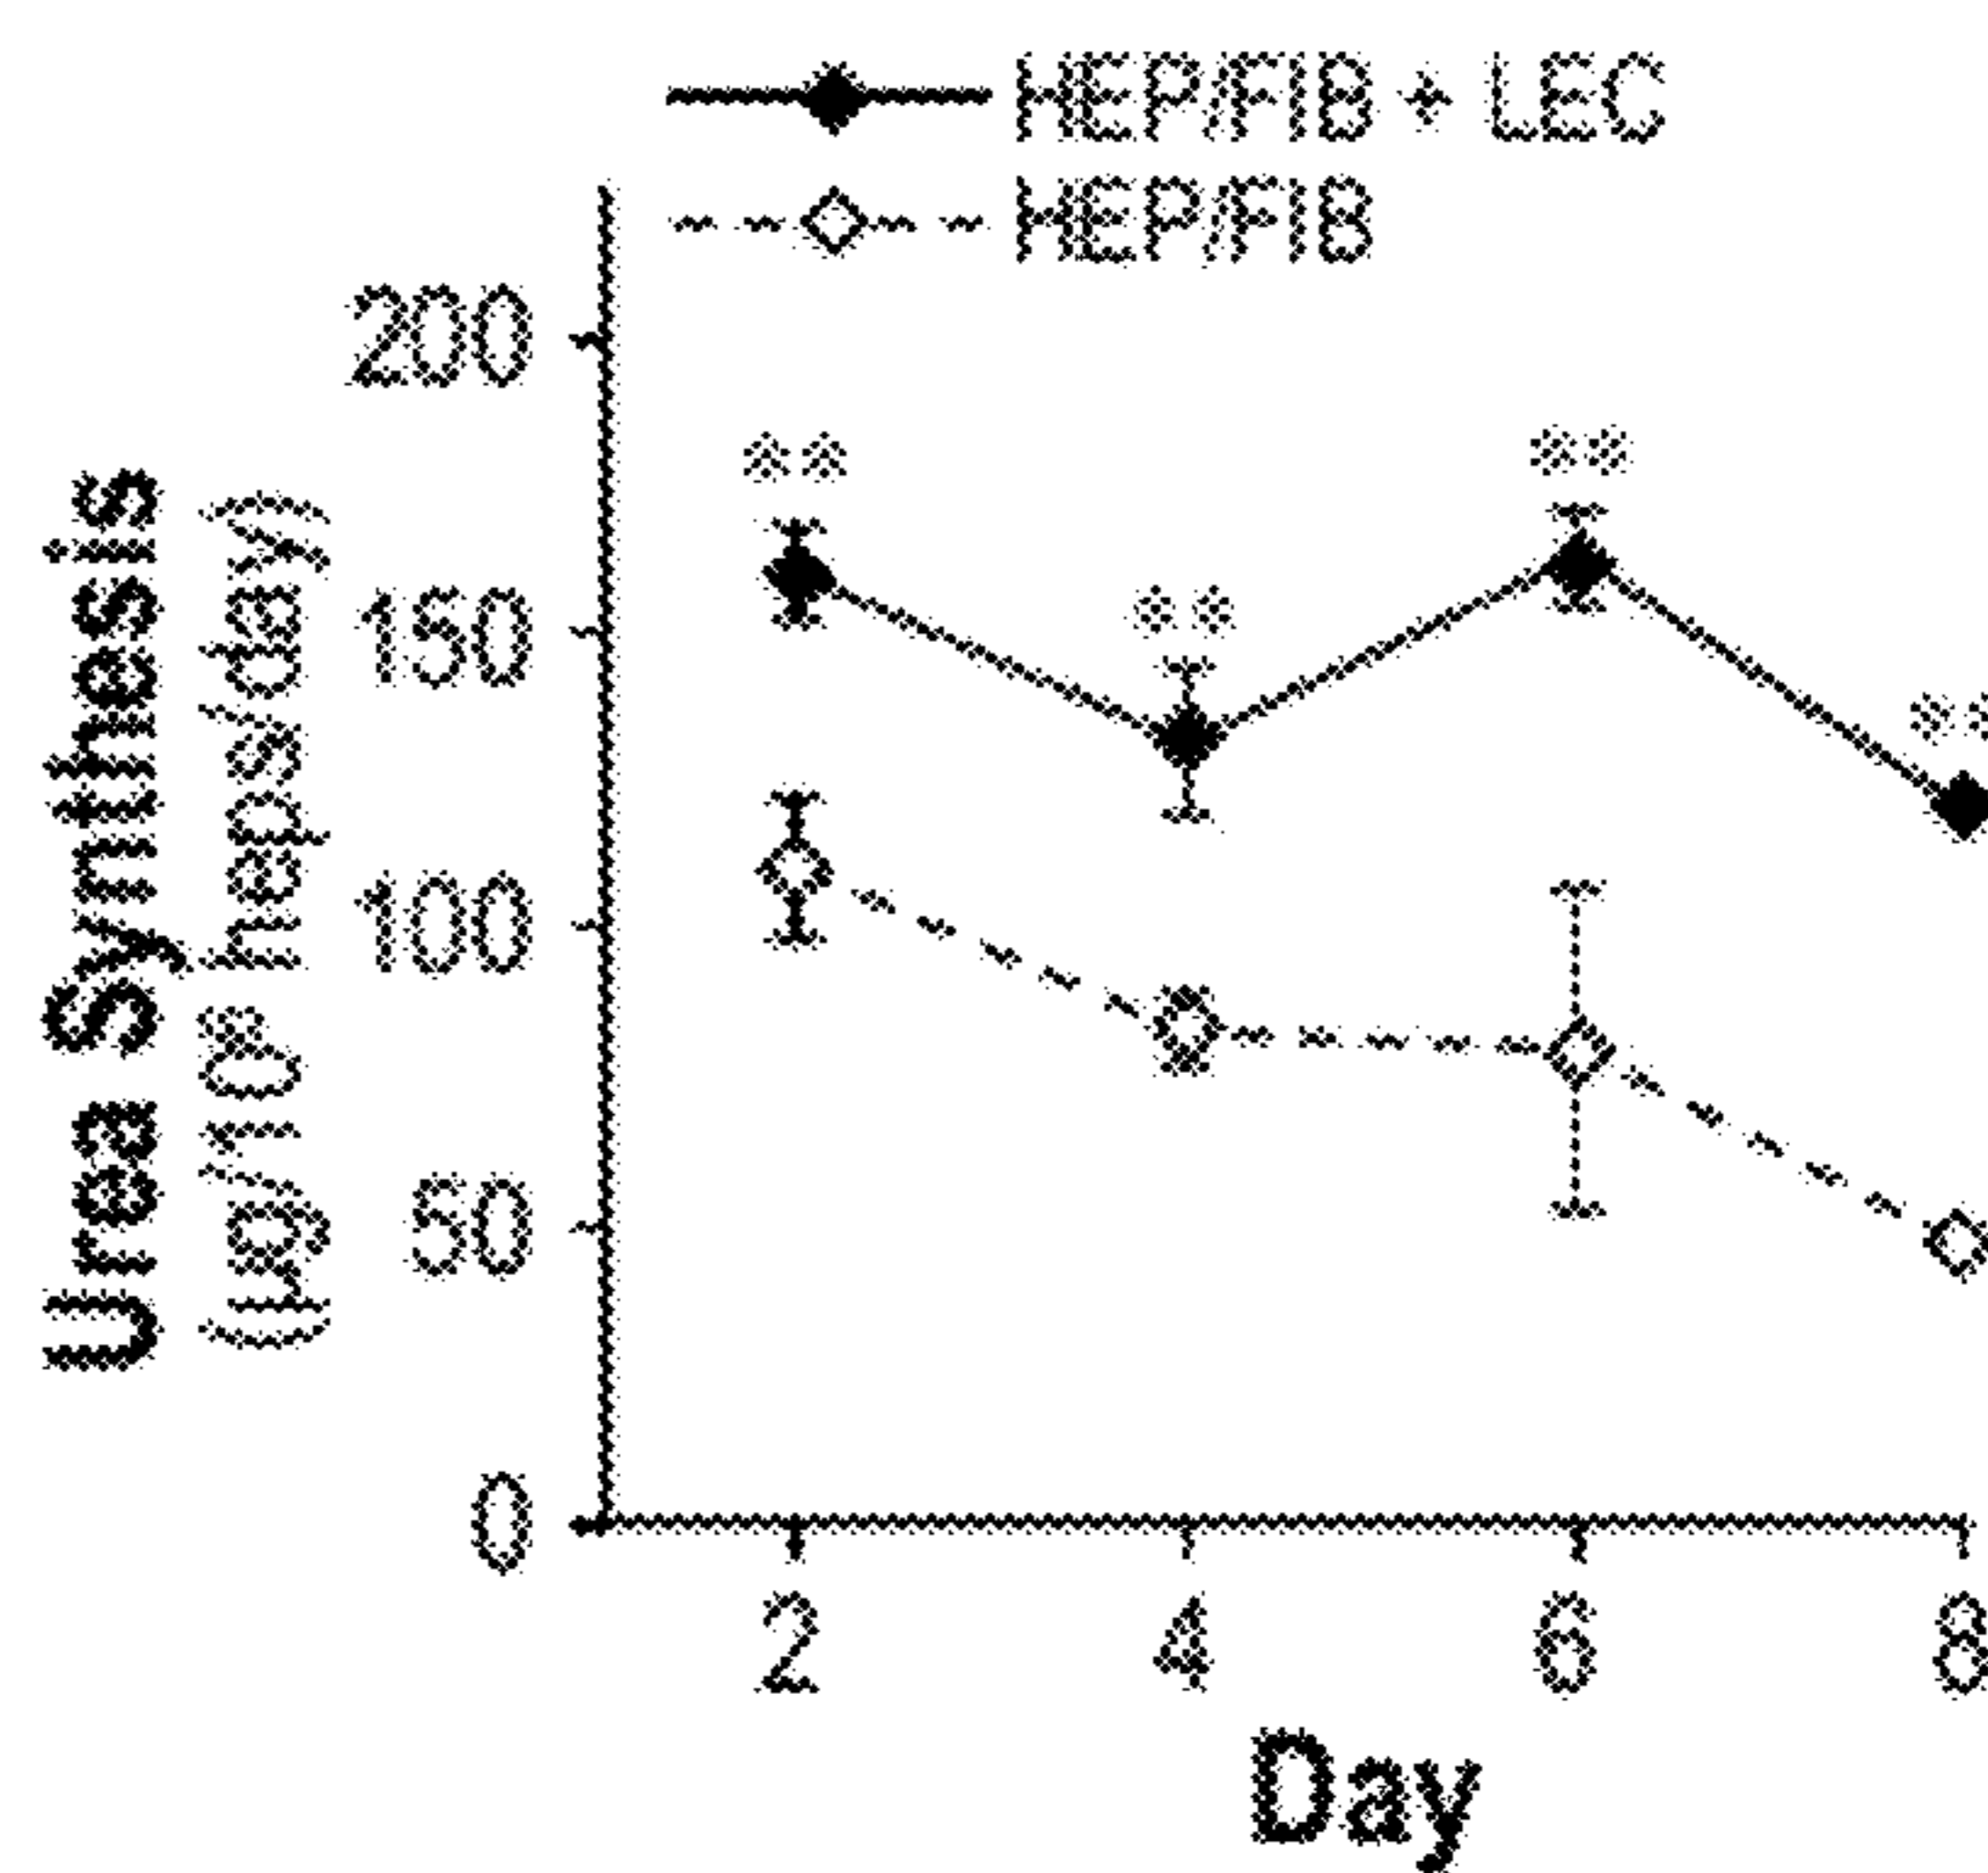 HEP/FIB + LEC
HEP/FIB
Urea Synthesis
(µg/10⁶ heps/day)
200
150
100
50
0
** ** ** **
2 4 6 8
Day